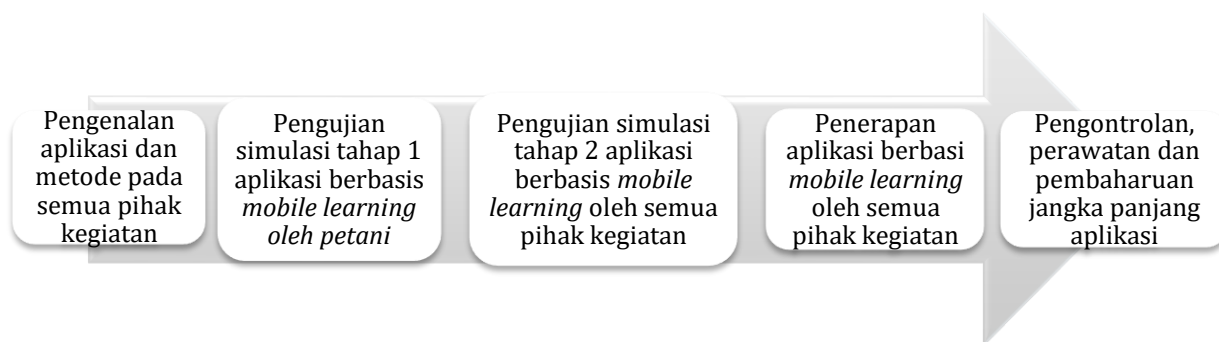 Pengenalan
aplikasi dan
metode pada
semua pihak
kegiatan
Pengujian
simulasi tahap 1
aplikasi berbasis
mobile learning
oleh petani
Pengujian simulasi
tahap 2 aplikasi
berbasis mobile
learning oleh semua
pihak kegiatan
Penerapan
aplikasi berbasi
mobile learning
oleh semua
pihak kegiatan
Pengontrolan,
perawatan dan
pembaharuan
jangka panjang
aplikasi